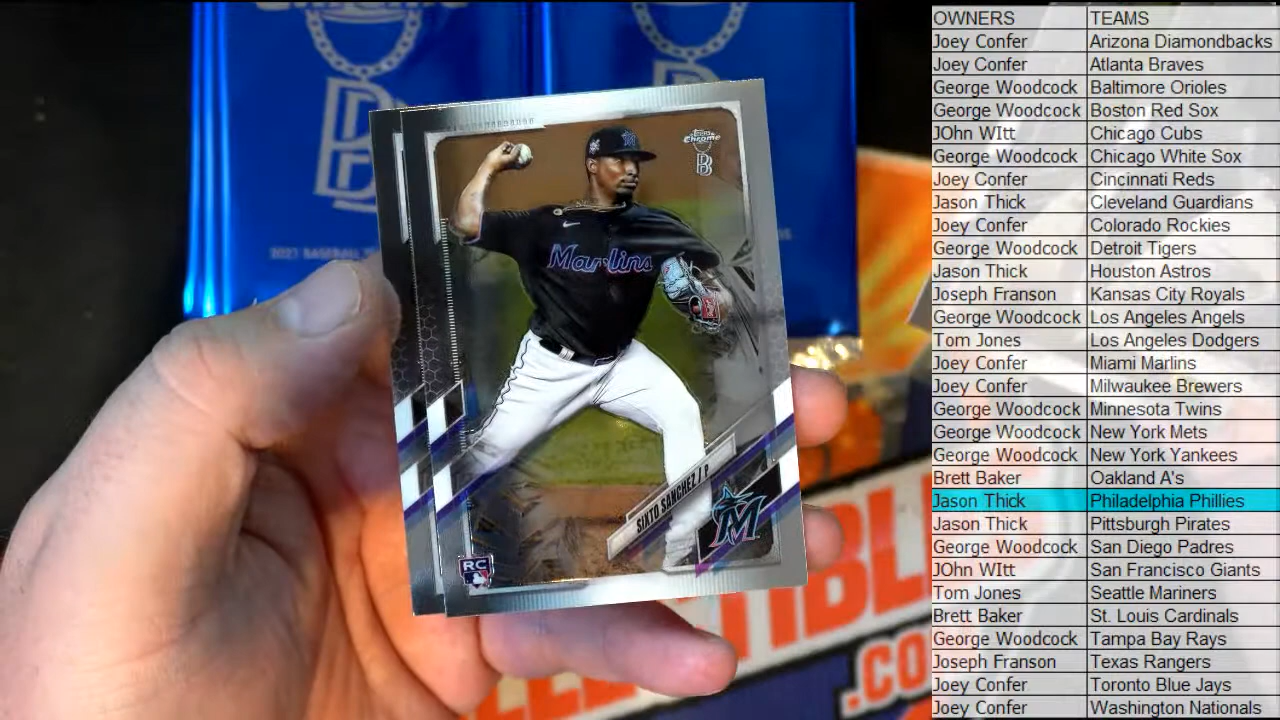 2021 BASEBALL
Topps
Chrome
B
Marlins
SIXTO SANCHEZ / P
M
RC
.CO
OWNERS TEAMS
Joey Confer Arizona Diamondbacks
Joey Confer Atlanta Braves
George Woodcock Baltimore Orioles
George Woodcock Boston Red Sox
JOhn WItt Chicago Cubs
George Woodcock Chicago White Sox
Joey Confer Cincinnati Reds
Jason Thick Cleveland Guardians
Joey Confer Colorado Rockies
George Woodcock Detroit Tigers
Jason Thick Houston Astros
Joseph Franson Kansas City Royals
George Woodcock Los Angeles Angels
Tom Jones Los Angeles Dodgers
Joey Confer Miami Marlins
Joey Confer Milwaukee Brewers
George Woodcock Minnesota Twins
George Woodcock New York Mets
George Woodcock New York Yankees
Brett Baker Oakland A's
Jason Thick Philadelphia Phillies
Jason Thick Pittsburgh Pirates
George Woodcock San Diego Padres
JOhn WItt San Francisco Giants
Tom Jones Seattle Mariners
Brett Baker St. Louis Cardinals
George Woodcock Tampa Bay Rays
Joseph Franson Texas Rangers
Joey Confer Toronto Blue Jays
Joey Confer Washington Nationals